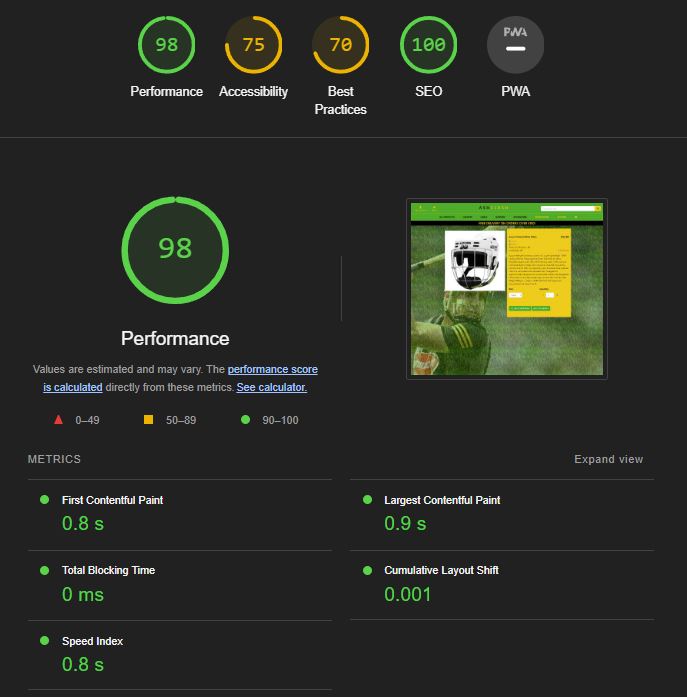 98
75
70
100
PWA
Performance
Accessibility
Best
Practices
SEO
PWA
98
Performance
Values are estimated and may vary. The performance score
is calculated directly from these metrics. See calculator.
0–49
50–89
90–100
METRICS
Expand view
First Contentful Paint
0.8 s
Largest Contentful Paint
0.9 s
Total Blocking Time
0 ms
Cumulative Layout Shift
0.001
Speed Index
0.8 s